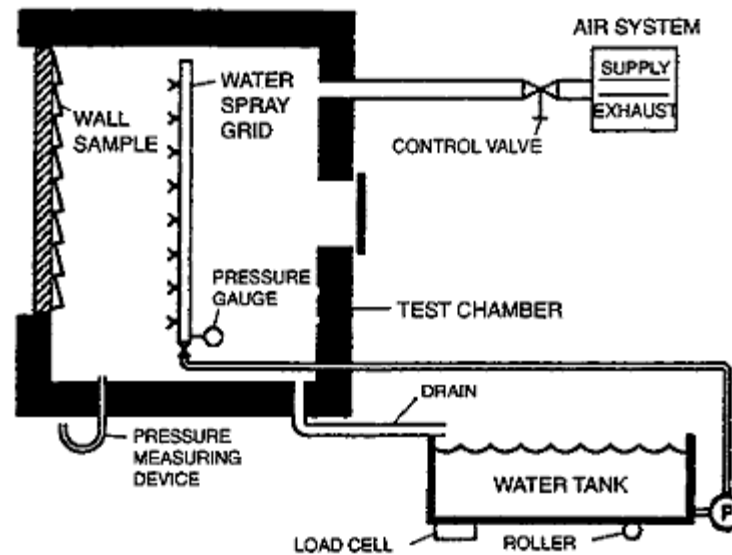 AIR SYSTEM
SUPPLY
EXHAUST
WATER
SPRAY
GRID
WALL
SAMPLE
CONTROL VALVE
PRESSURE
GAUGE
TEST CHAMBER
DRAIN
PRESSURE
MEASURING
DEVICE
WATER TANK
P
LOAD CELL
ROLLER